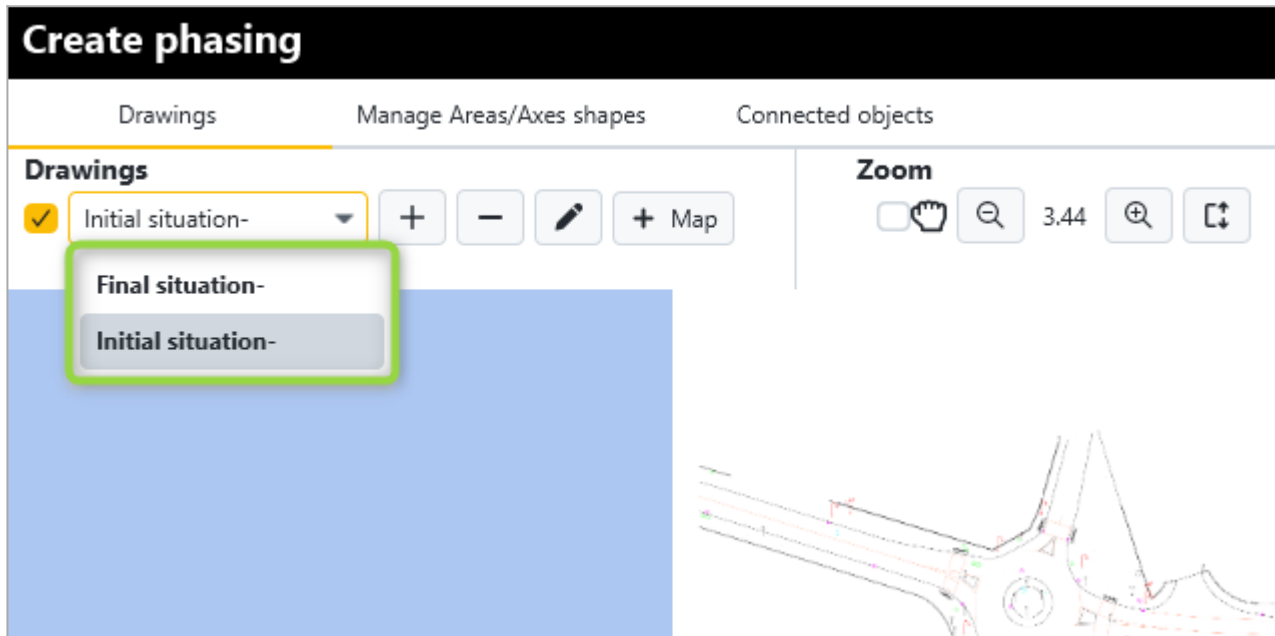 Create phasing
Drawings Manage Areas/Axes shapes Connected objects
Drawings Zoom
Initial situation- + Map 3.44
Final situation-
Initial situation-